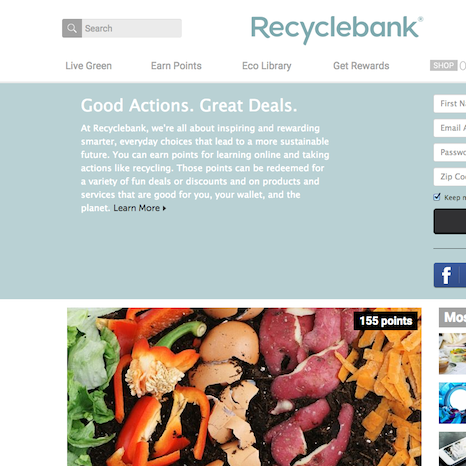 Search
Recyclebank®
Live Green
Earn Points
Eco Library
Get Rewards
SHOP
Good Actions. Great Deals.
At Recyclebank, we're all about inspiring and rewarding
smarter, everyday choices that lead to a more sustainable
future. You can earn points for learning online and taking
actions like recycling. Those points can be redeemed for
a variety of fun deals or discounts and on products and
services that are good for you, your wallet, and the
planet. Learn More
First Na
Email A
Passwo
Zip Co
Keep m
f
155 points
Mos